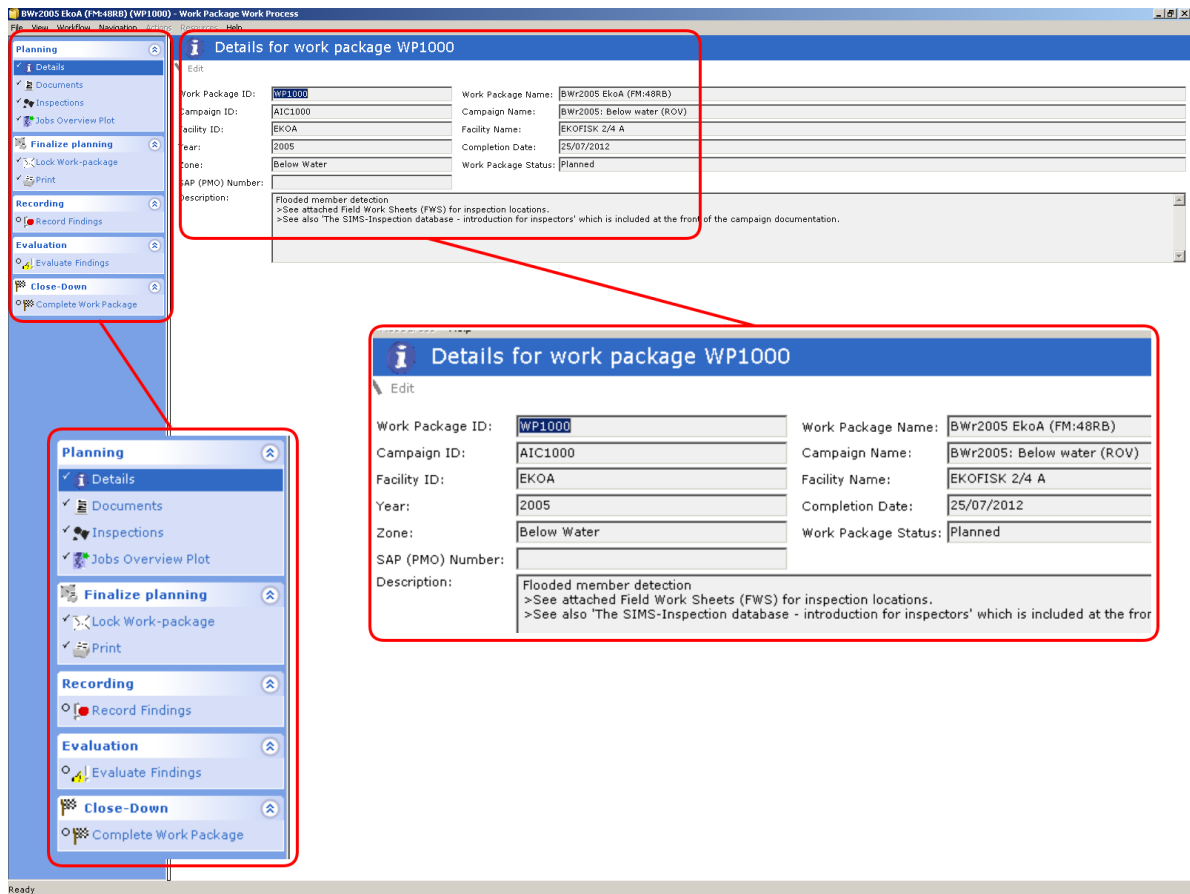 BWr2005 EkoA (FM:48RB) (WP1000) - Work Package Work Process
File View Workflow Navigation Actions Resources Help
Planning
Details
Documents
Inspections
Jobs Overview Plot
Finalize planning
Lock Work-package
Print
Recording
Record Findings
Evaluation
Evaluate Findings
Close-Down
Complete Work Package
Details for work package WP1000
Edit
Work Package ID: WP1000 Work Package Name: BWr2005 EkoA (FM:48RB)
Campaign ID: AIC1000 Campaign Name: BWr2005: Below water (ROV)
Facility ID: EKOA Facility Name: EKOFISK 2/4 A
Year: 2005 Completion Date: 25/07/2012
Zone: Below Water Work Package Status: Planned
SAP (PMO) Number:
Description: Flooded member detection
>See attached Field Work Sheets (FWS) for inspection locations.
>See also 'The SIMS-Inspection database - introduction for inspectors' which is included at the front of the campaign documentation.
Details for work package WP1000
Edit
Work Package ID: WP1000 Work Package Name: BWr2005 EkoA (FM:48RB)
Campaign ID: AIC1000 Campaign Name: BWr2005: Below water (ROV)
Facility ID: EKOA Facility Name: EKOFISK 2/4 A
Year: 2005 Completion Date: 25/07/2012
Zone: Below Water Work Package Status: Planned
SAP (PMO) Number:
Description: Flooded member detection
>See attached Field Work Sheets (FWS) for inspection locations.
>See also 'The SIMS-Inspection database - introduction for inspectors' which is included at the fror
Planning
Details
Documents
Inspections
Jobs Overview Plot
Finalize planning
Lock Work-package
Print
Recording
Record Findings
Evaluation
Evaluate Findings
Close-Down
Complete Work Package
Ready